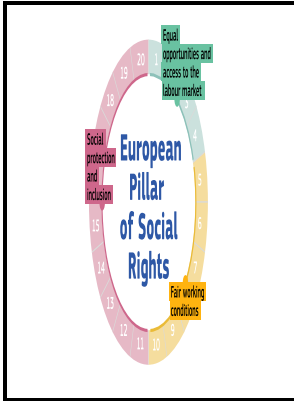 Equal
opportunities and
access to the
labour market
20
1
19
3
18
4
Social
protection
and
inclusion
European
Pillar
of Social
Rights
5
15
6
14
7
Fair working
conditions
13
12
9
11
10